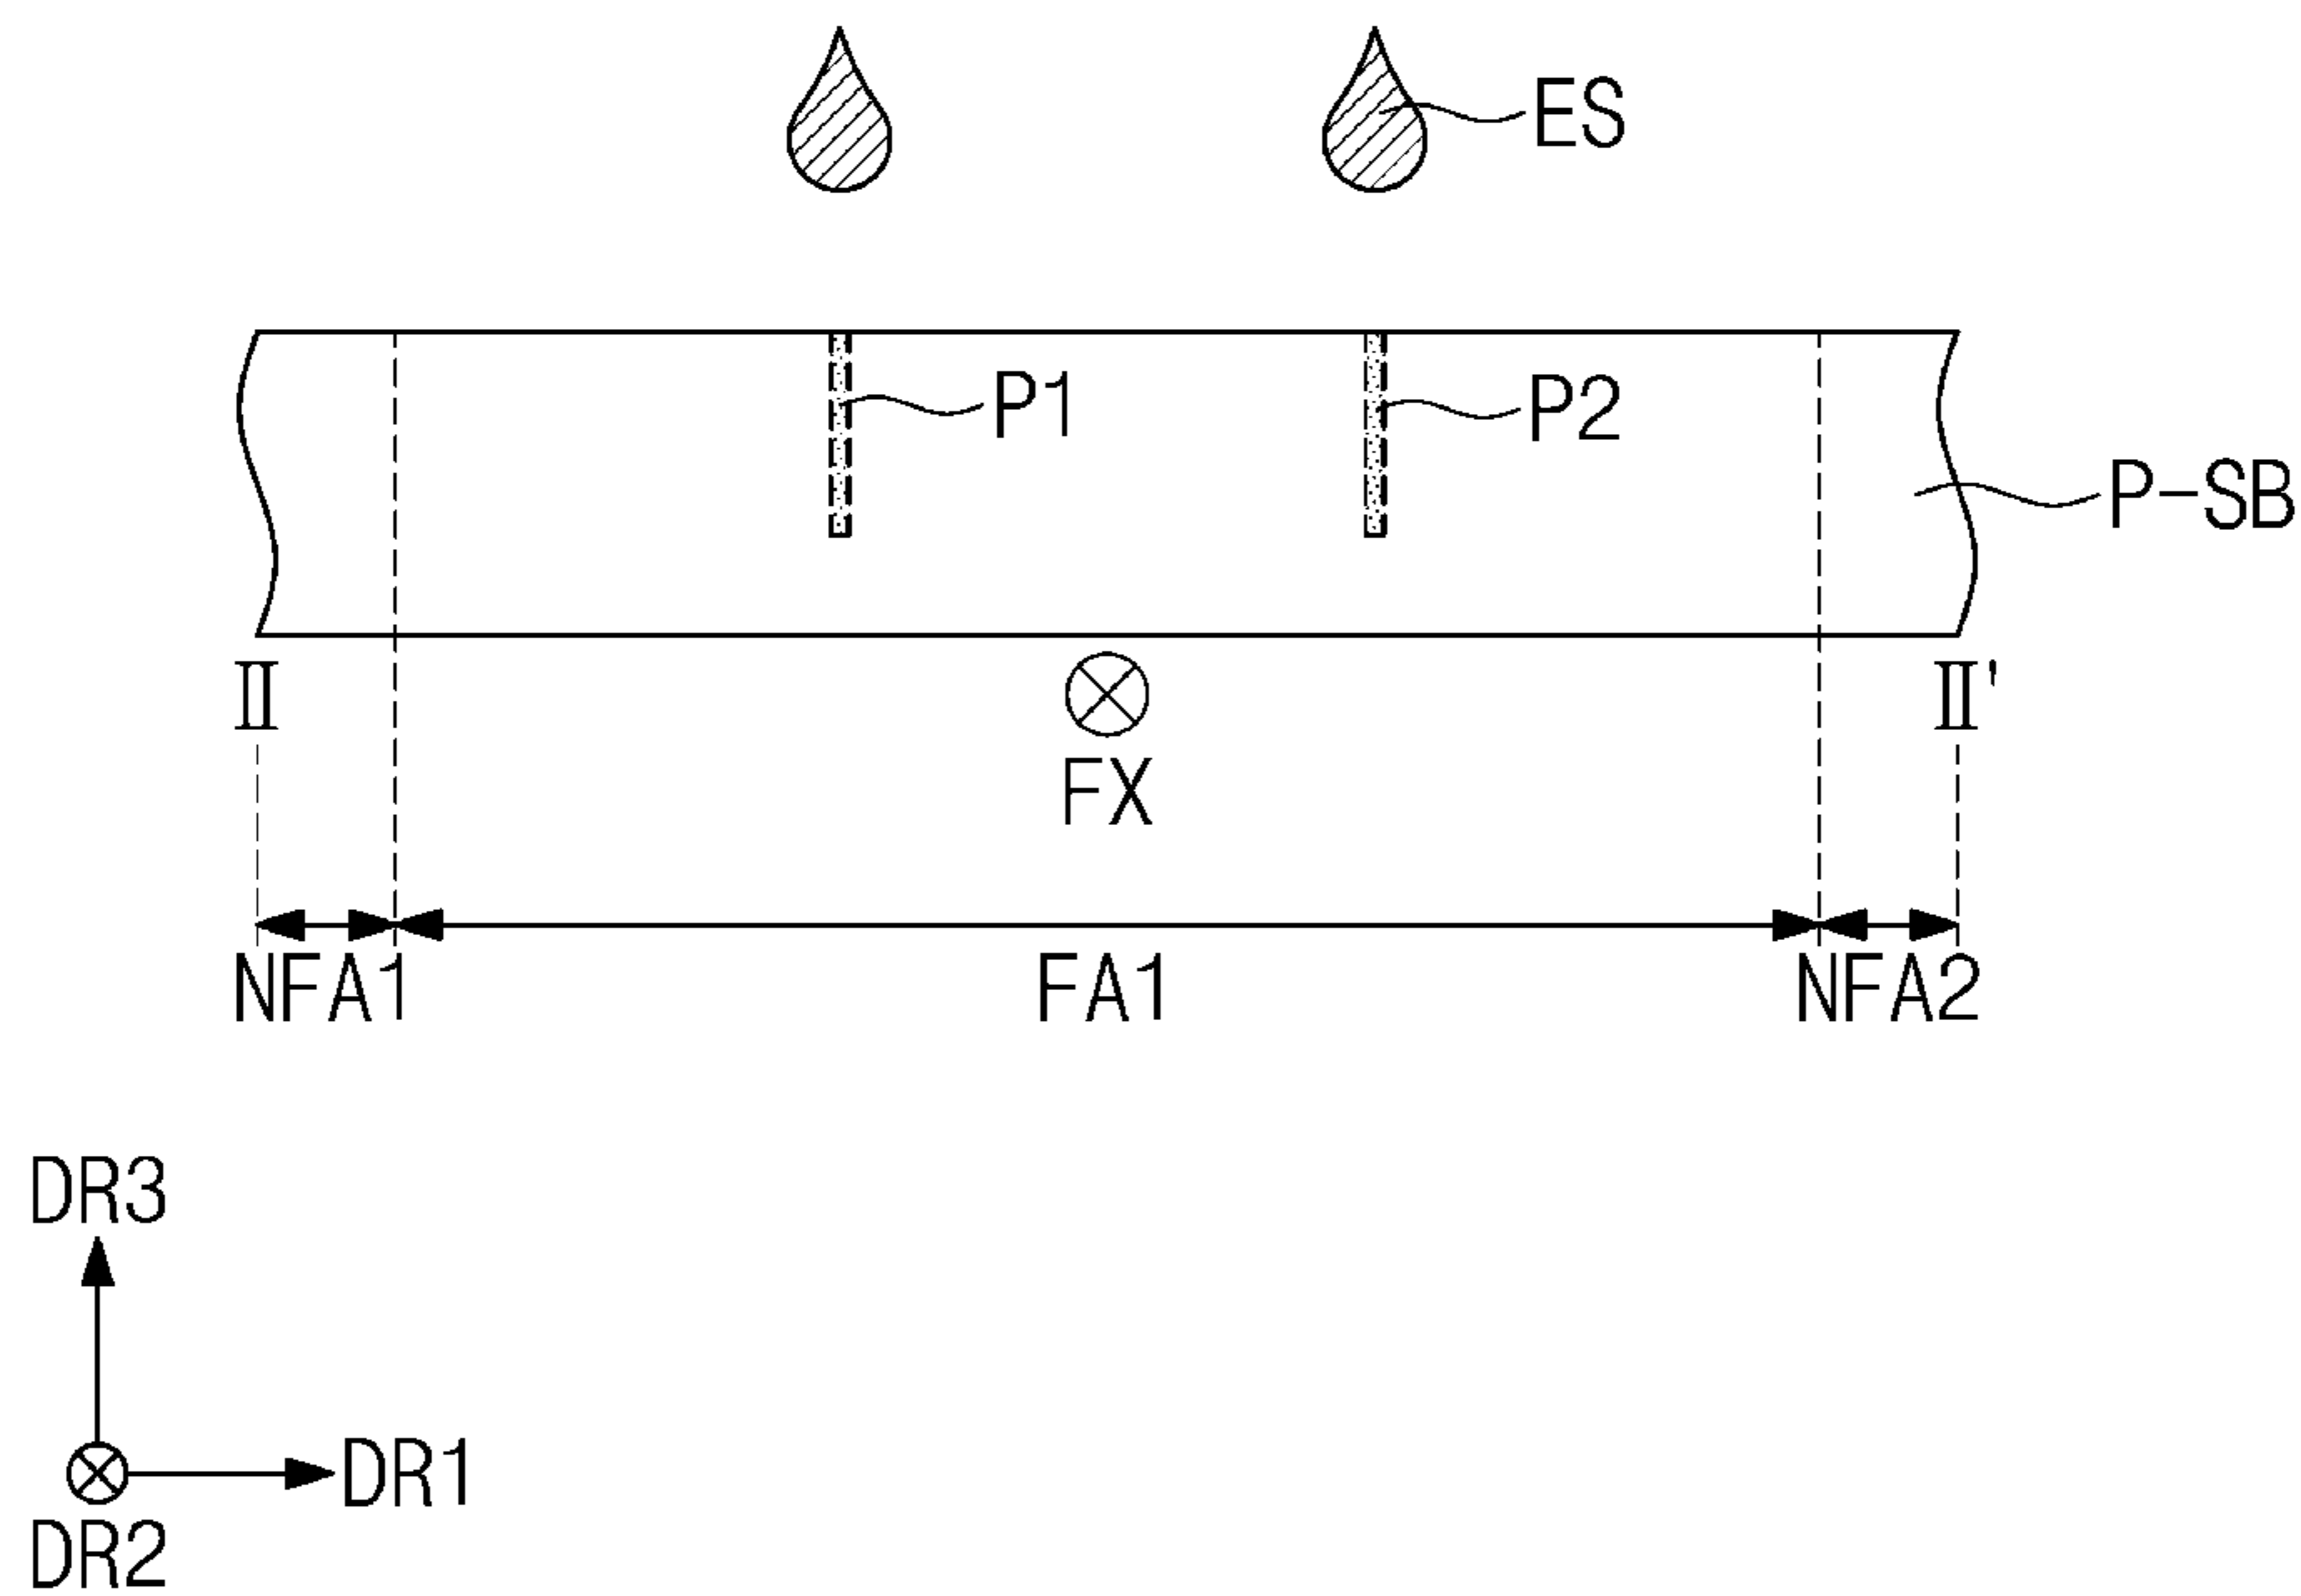 ES
P1
P2
P-SB
Ⅱ
Ⅱ'
FX
NFA1
FA1
NFA2
DR3
DR1
DR2